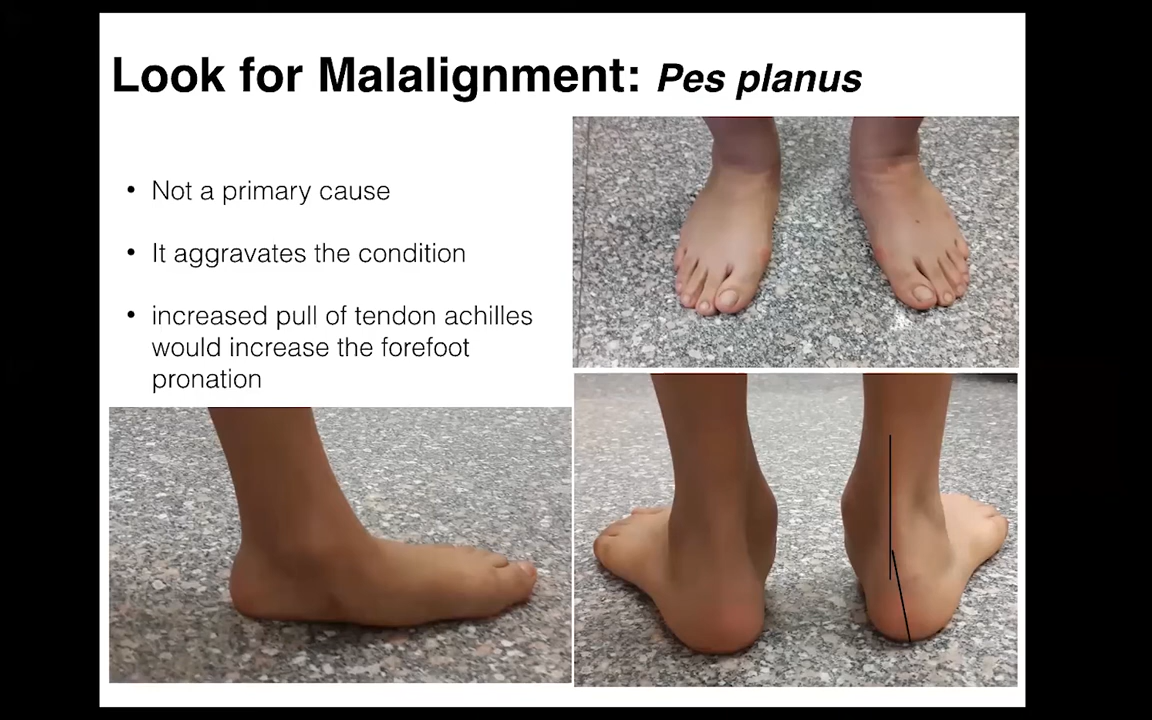 Look for Malalignment: Pes planus
• Not a primary cause
• It aggravates the condition
• increased pull of tendon achilles
would increase the forefoot
pronation